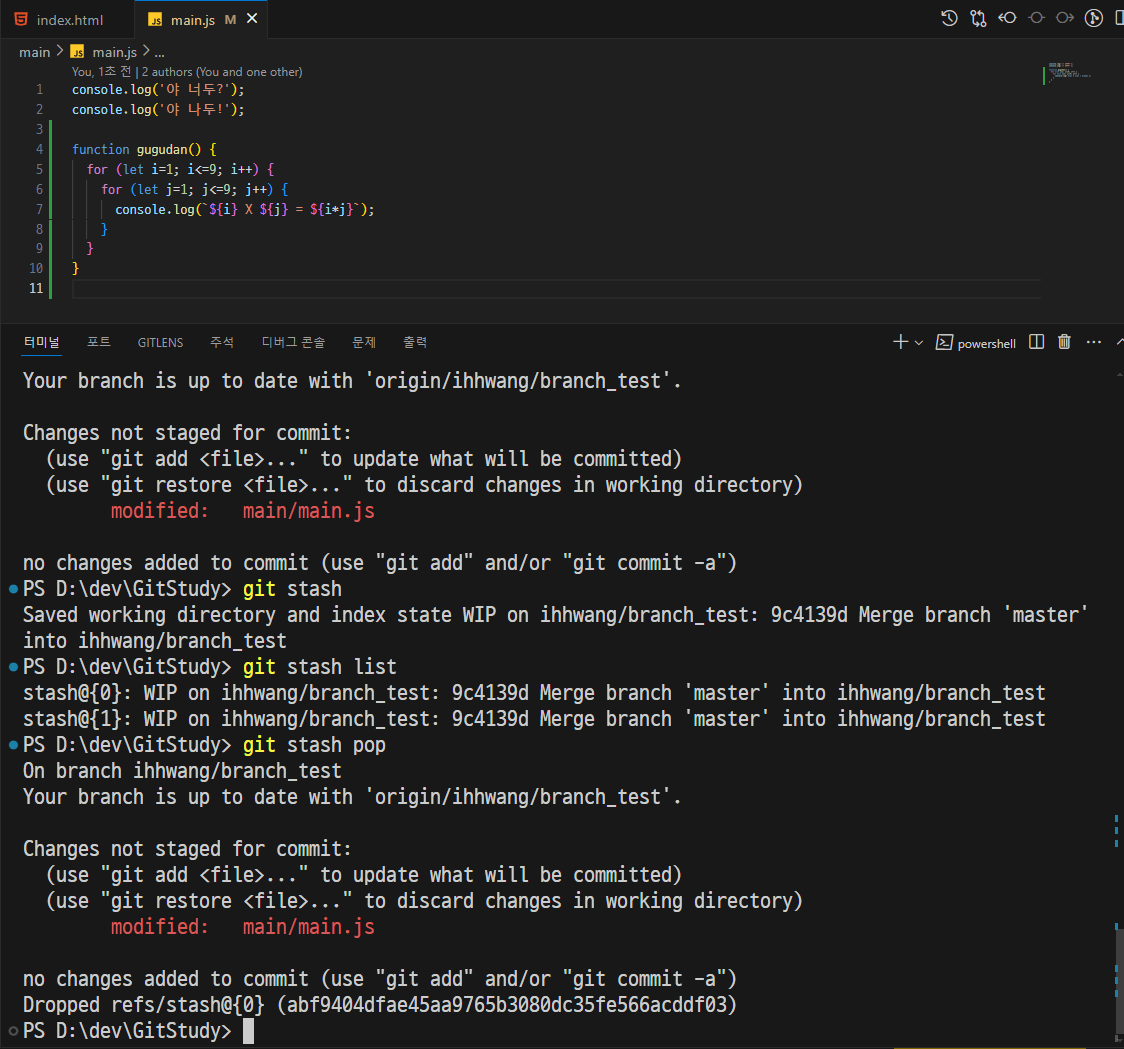 index.html
main.js M
main > main.js > ...
You, 1초 전 | 2 authors (You and one other)
1 console.log('야 너두?');
2 console.log('야 나두!');
3
4 function gugudan() {
5 for (let i=1; i<=9; i++) {
6 for (let j=1; j<=9; j++) {
7 console.log(`${i} X ${j} = ${i*j}`);
8 }
9 }
10 }
11
터미널 포트 GITLENS 주석 디버그 콘솔 문제 출력 powershell
Your branch is up to date with 'origin/ihhwang/branch_test'.
Changes not staged for commit:
(use "git add <file>..." to update what will be committed)
(use "git restore <file>..." to discard changes in working directory)
modified: main/main.js
no changes added to commit (use "git add" and/or "git commit -a")
PS D:\dev\GitStudy> git stash
Saved working directory and index state WIP on ihhwang/branch_test: 9c4139d Merge branch 'master'
into ihhwang/branch_test
PS D:\dev\GitStudy> git stash list
stash@{0}: WIP on ihhwang/branch_test: 9c4139d Merge branch 'master' into ihhwang/branch_test
stash@{1}: WIP on ihhwang/branch_test: 9c4139d Merge branch 'master' into ihhwang/branch_test
PS D:\dev\GitStudy> git stash pop
On branch ihhwang/branch_test
Your branch is up to date with 'origin/ihhwang/branch_test'.
Changes not staged for commit:
(use "git add <file>..." to update what will be committed)
(use "git restore <file>..." to discard changes in working directory)
modified: main/main.js
no changes added to commit (use "git add" and/or "git commit -a")
Dropped refs/stash@{0} (abf9404dfae45aa9765b3080dc35fe566acddf03)
PS D:\dev\GitStudy>